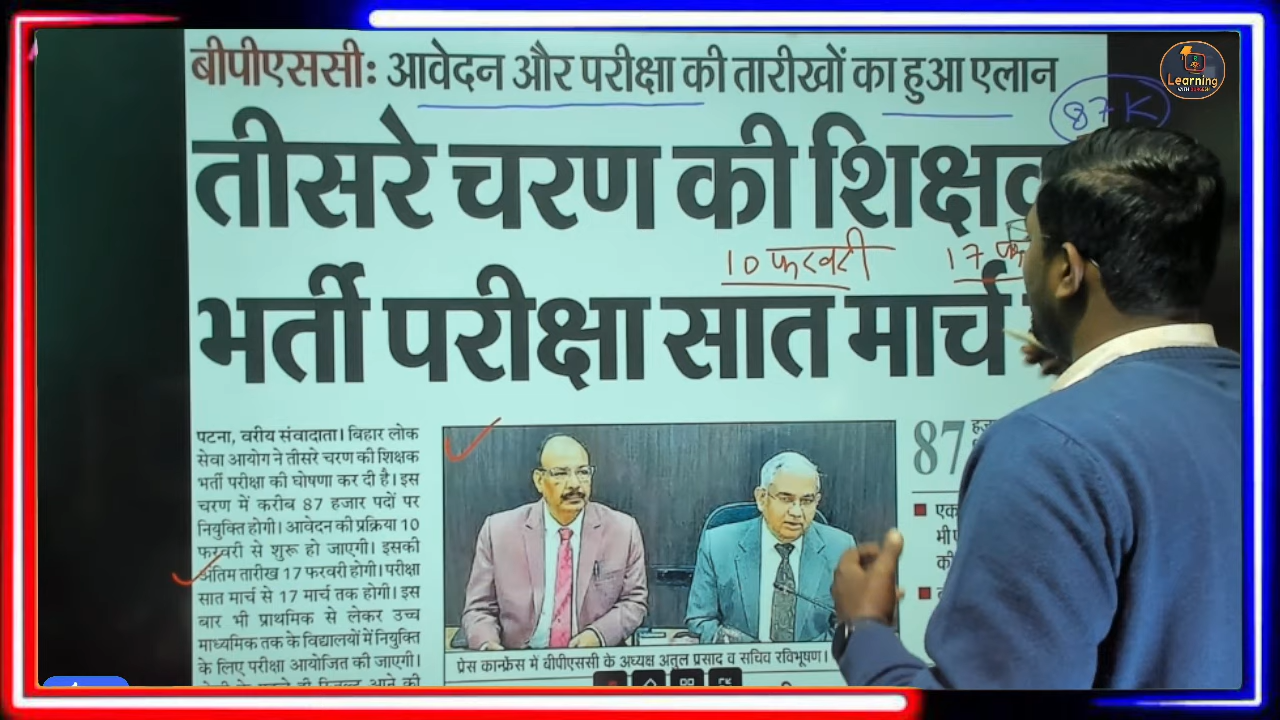 बीपीएससी: आवेदन और परीक्षा की तारीखों का हुआ एलान
87K
Learning
तीसरे चरण की
10 फरवरी
17
भर्ती परीक्षा सात मार्च
पटना, वरीय संवादाता। बिहार लोक
सेवा आयोग ने तीसरे चरण की शिक्षक
भर्ती परीक्षा की घोषणा कर दी है। इस
चरण में करीब 87 हजार पदों पर
नियुक्ति होगी। आवेदन की प्रक्रिया 10
फरवरी से शुरू हो जाएगी। इसकी
अंतिम तारीख 17 फरवरी होगी। परीक्षा
सात मार्च से 17 मार्च तक होगी। इस
बार भी प्राथमिक से लेकर उच्च
माध्यमिक तक के विद्यालयों में नियुक्ति
के लिए परीक्षा आयोजित की जाएगी।
प्रेस कान्फ्रेंस में बीपीएससी के अध्यक्ष अतुल प्रसाद व सचिव रविभूषण।
87